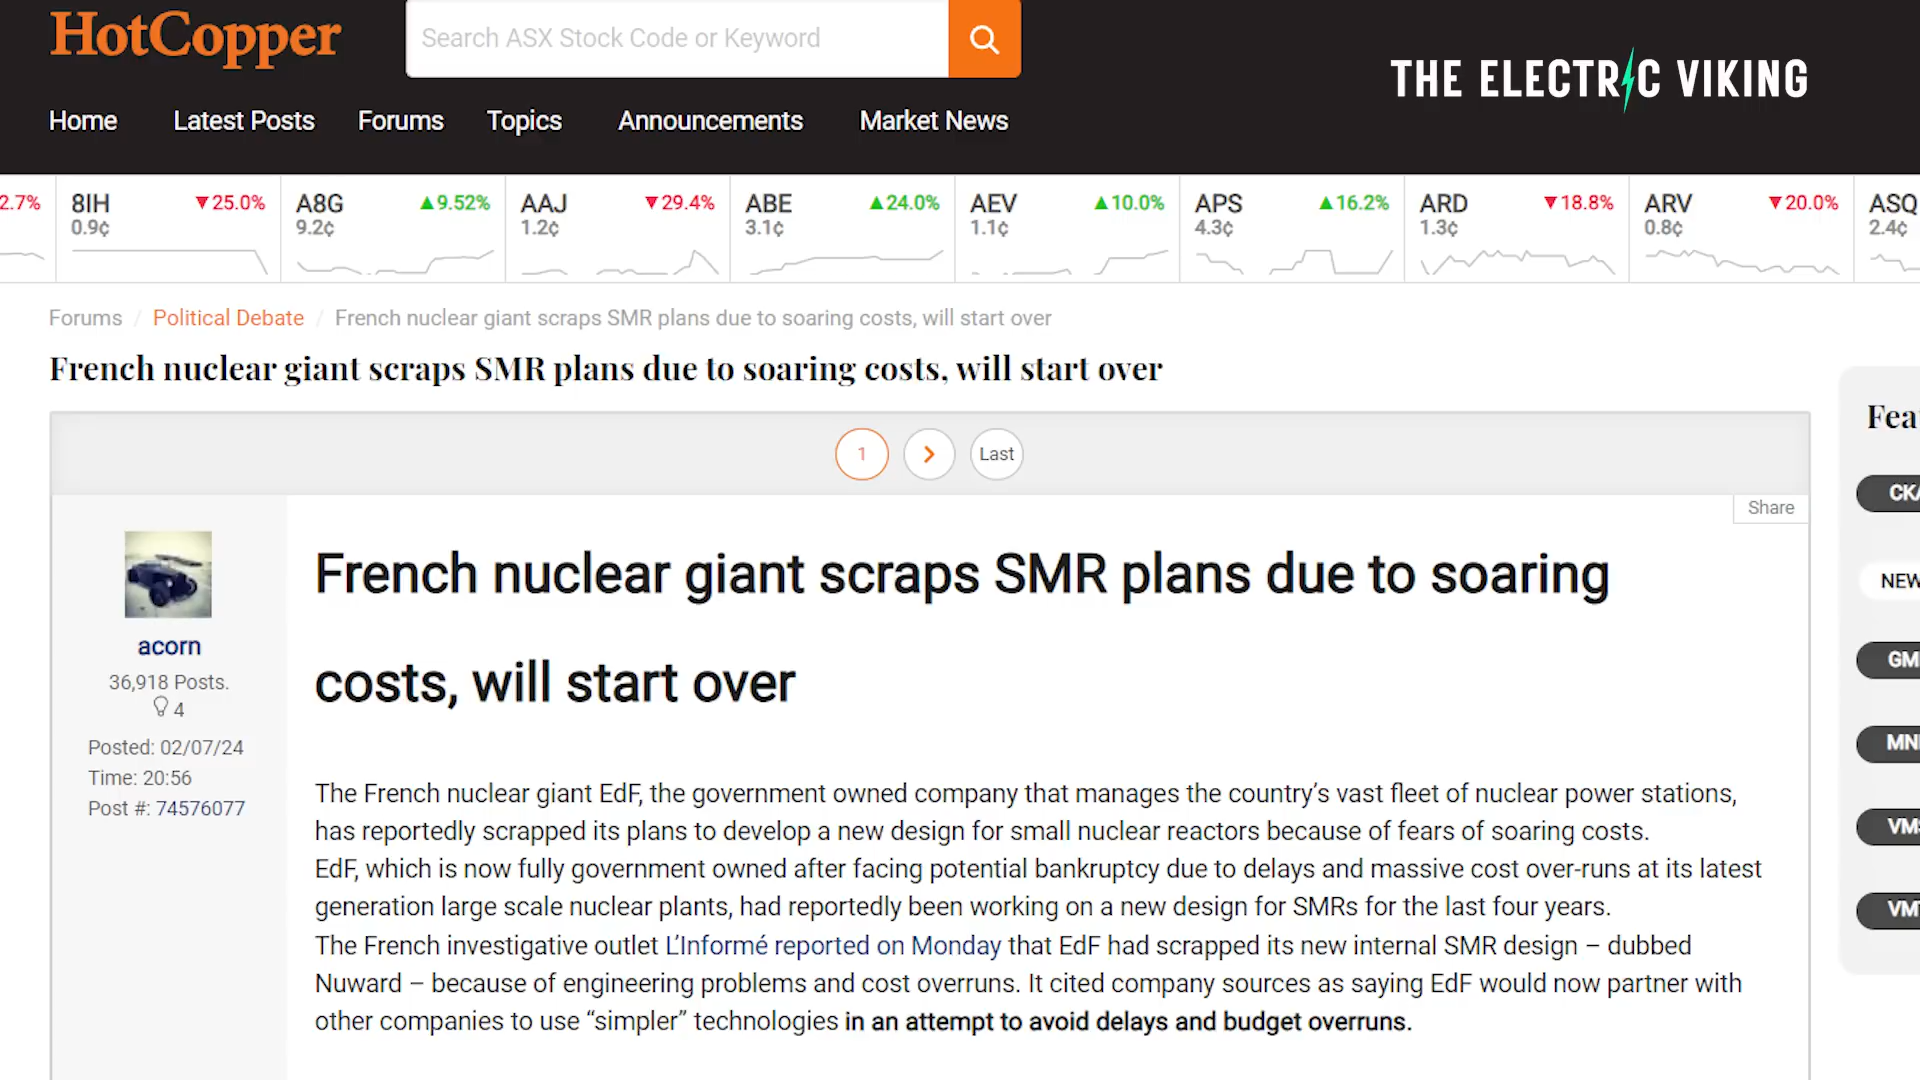 HotCopper
Search ASX Stock Code or Keyword
THE ELECTRIC VIKING
Home Latest Posts Forums Topics Announcements Market News
2.7% 8IH ▼25.0% A8G ▲9.52% AAJ ▼29.4% ABE ▲24.0% AEV ▲10.0% APS ▲16.2% ARD ▼18.8% ARV ▼20.0% ASQ
0.9¢ 9.2¢ 1.2¢ 3.1¢ 1.1¢ 4.3¢ 1.3¢ 0.8¢ 2.4¢
Forums / Political Debate / French nuclear giant scraps SMR plans due to soaring costs, will start over
French nuclear giant scraps SMR plans due to soaring costs, will start over
1 > Last
Share
acorn
36,918 Posts.
4
Posted: 02/07/24
Time: 20:56
Post #: 74576077
French nuclear giant scraps SMR plans due to soaring
costs, will start over
The French nuclear giant EdF, the government owned company that manages the country's vast fleet of nuclear power stations,
has reportedly scrapped its plans to develop a new design for small nuclear reactors because of fears of soaring costs.
EdF, which is now fully government owned after facing potential bankruptcy due to delays and massive cost over-runs at its latest
generation large scale nuclear plants, had reportedly been working on a new design for SMRs for the last four years.
The French investigative outlet L'Informé reported on Monday that EdF had scrapped its new internal SMR design – dubbed
Nuward – because of engineering problems and cost overruns. It cited company sources as saying EdF would now partner with
other companies to use “simpler” technologies in an attempt to avoid delays and budget overruns.
Fea
CKA
NEW
GM
MN
VMS
VMT